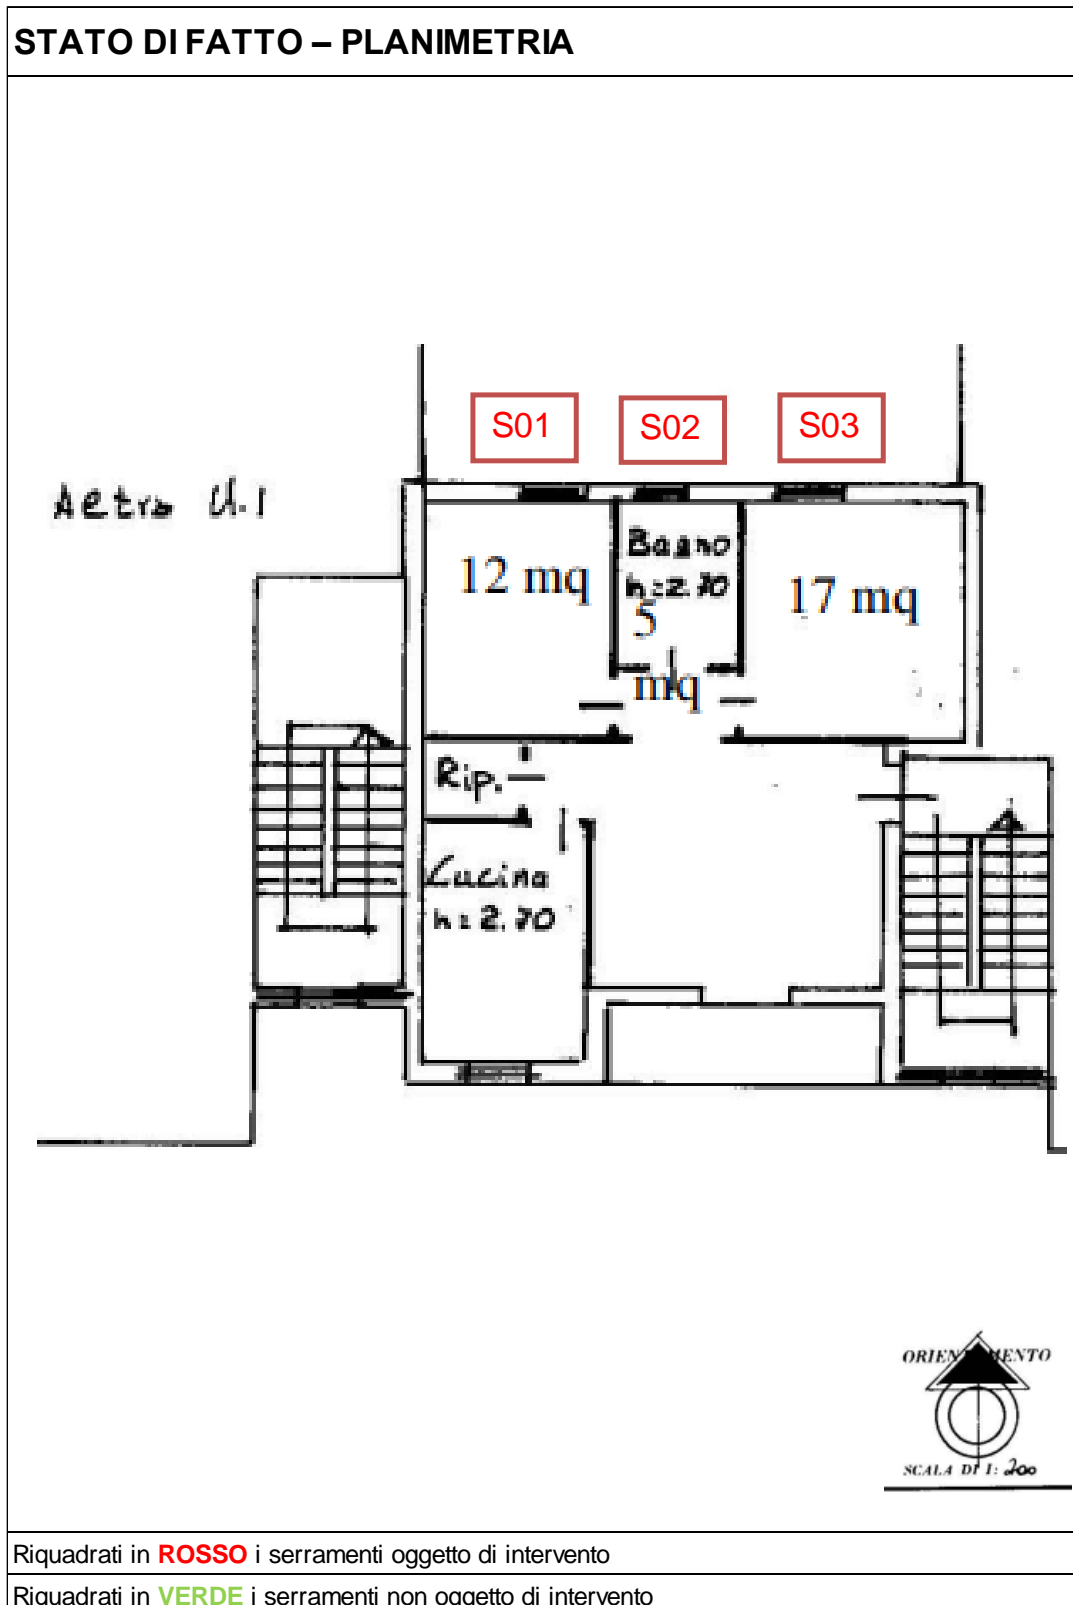 STATO DI FATTO – PLANIMETRIA
S01
S02
S03
Aetra U.I
Bagno
h=2.70
12 mq
5
mq
17 mq
Rip.
Cucina
h=2.70
ORIENTAMENTO
SCALA DI 1:200
Riquadrati in ROSSO i serramenti oggetto di intervento
Riquadrati in VERDE i serramenti non oggetto di intervento